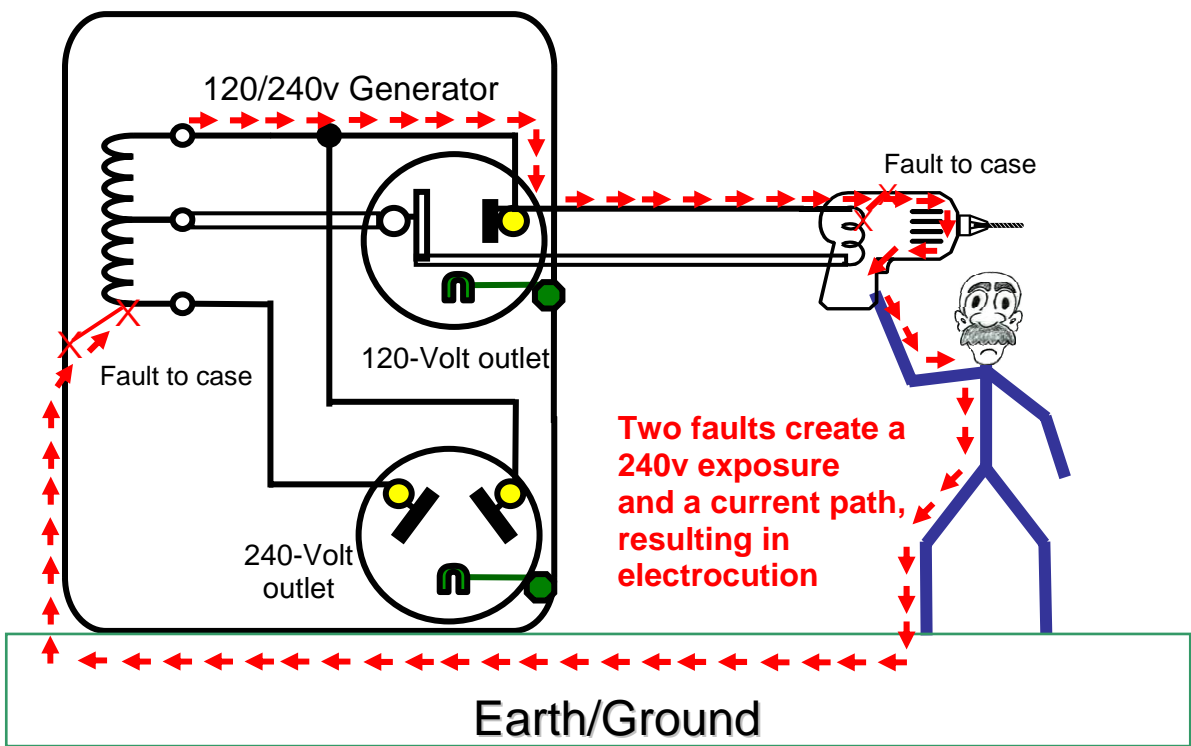 120/240v Generator
Fault to case
120-Volt outlet
Fault to case
Two faults create a
240v exposure
and a current path,
resulting in
electrocution
240-Volt
outlet
Earth/Ground